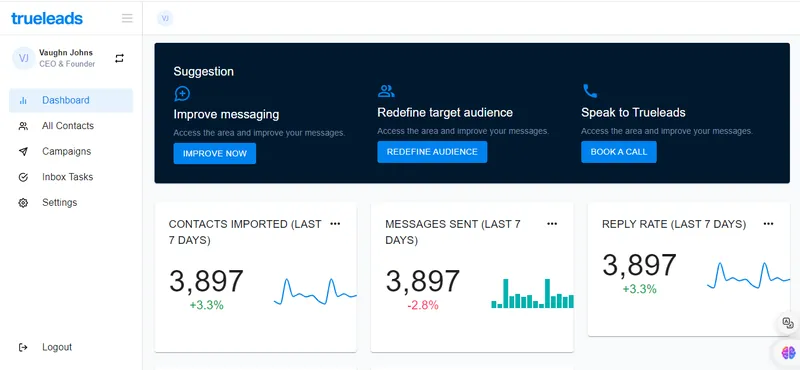 trueleads
VJ
VJ
Vaughn Johns
CEO & Founder
Dashboard
All Contacts
Campaigns
Inbox Tasks
Settings
Logout
Suggestion
Improve messaging
Access the area and improve your messages.
IMPROVE NOW
Redefine target audience
Access the area and improve your messages.
REDEFINE AUDIENCE
Speak to Trueleads
Access the area and improve your messages.
BOOK A CALL
CONTACTS IMPORTED (LAST
7 DAYS)
3,897
+3.3%
MESSAGES SENT (LAST 7
DAYS)
3,897
-2.8%
REPLY RATE (LAST 7 DAYS)
3,897
+3.3%